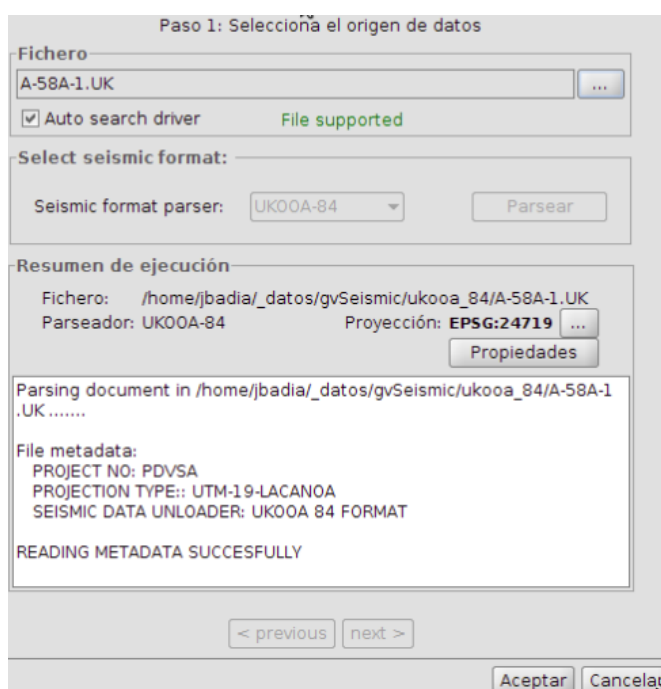 Paso 1: Selecciona el origen de datos
Fichero
A-58A-1.UK ...
Auto search driver File supported
Select seismic format:
Seismic format parser: UKOOA-84 Parsear
Resumen de ejecución
Fichero: /home/jbadia/_datos/gvSeismic/ukooa_84/A-58A-1.UK
Parseador: UKOOA-84 Proyección: EPSG:24719 ...
Propiedades
Parsing document in /home/jbadia/_datos/gvSeismic/ukooa_84/A-58A-1
.UK .......
File metadata:
PROJECT NO: PDVSA
PROJECTION TYPE:: UTM-19-LACANOA
SEISMIC DATA UNLOADER: UKOOA 84 FORMAT
READING METADATA SUCCESFULLY
< previous next >
Aceptar Cancelar